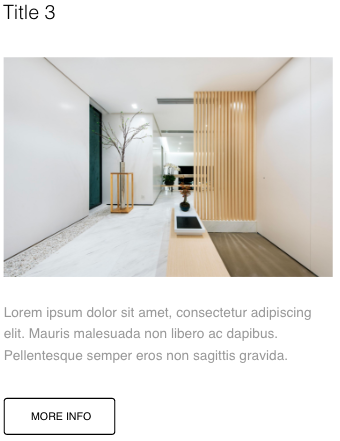 Title 3
Lorem ipsum dolor sit amet, consectetur adipiscing
elit. Mauris malesuada non libero ac dapibus.
Pellentesque semper eros non sagittis gravida.
MORE INFO